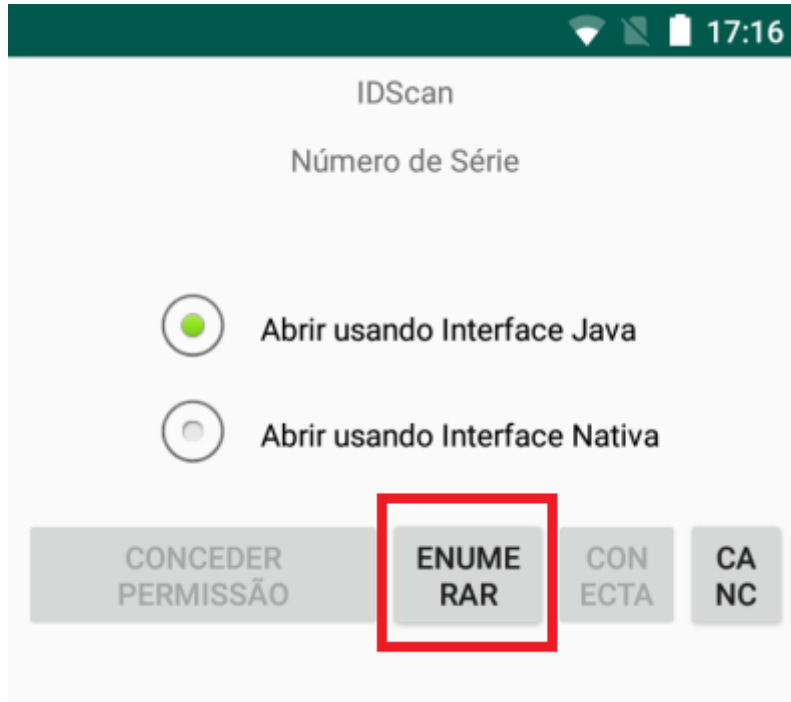 17:16
IDScan
Número de Série
Abrir usando Interface Java
Abrir usando Interface Nativa
CONCEDER
PERMISSÃO
ENUME
RAR
CON
ECTA
CA
NC